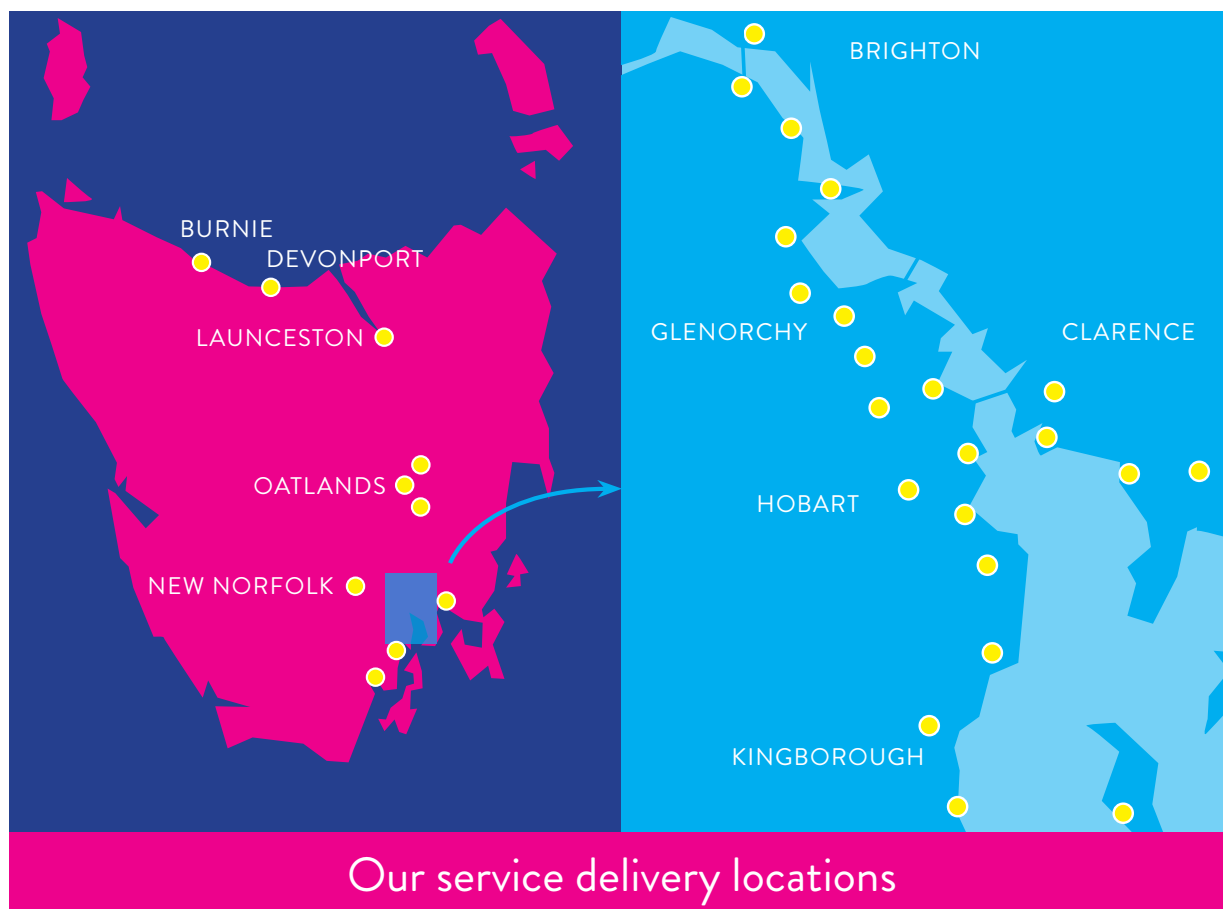 BURNIE
DEVONPORT
LAUNCESTON
OATLANDS
NEW NORFOLK
BRIGHTON
GLENORCHY
CLARENCE
HOBART
KINGBOROUGH
Our service delivery locations